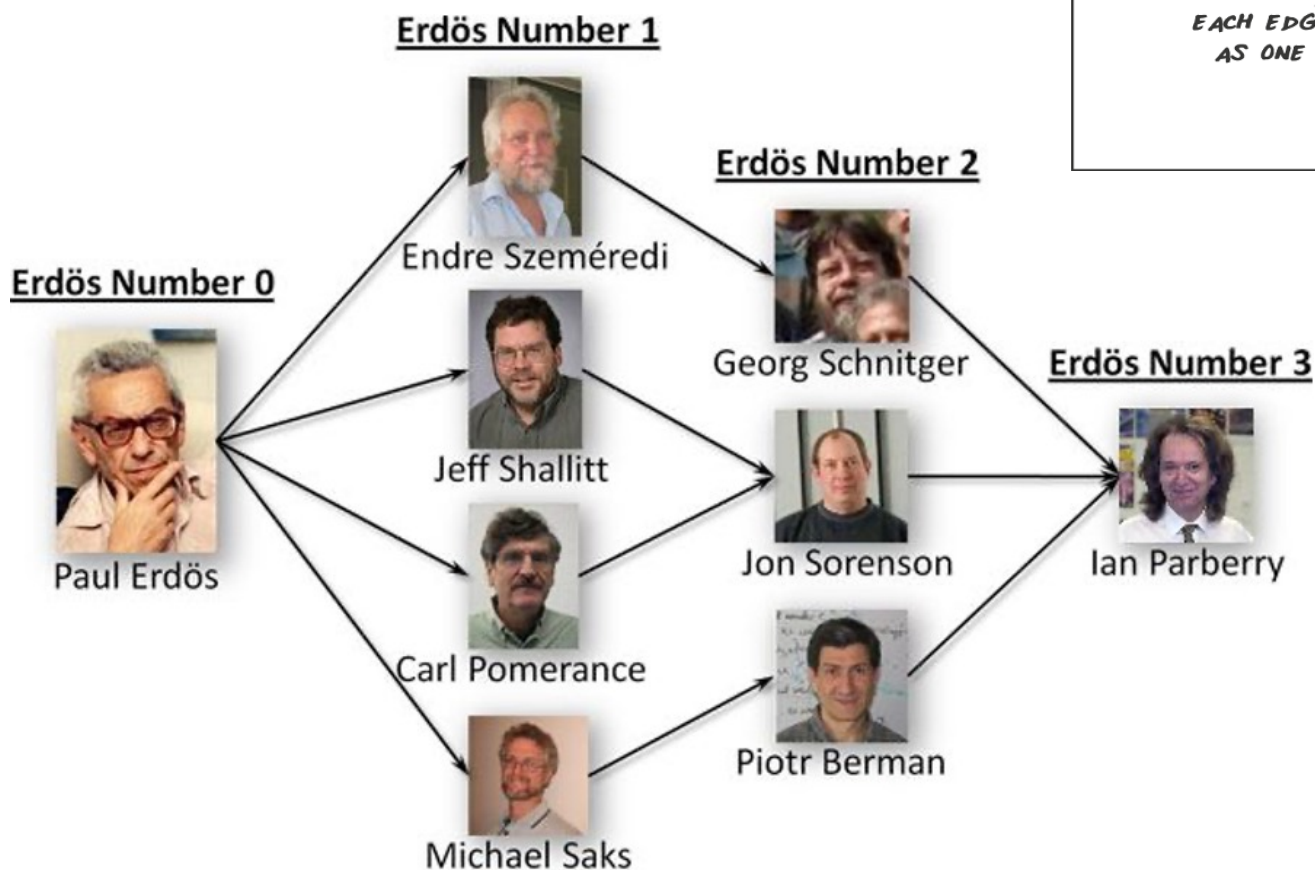 EACH EDG
AS ONE
Erdös Number 1
Endre Szeméredi
Erdös Number 2
Georg Schnitger
Erdös Number 0
Paul Erdös
Jeff Shallitt
Erdös Number 3
Jon Sorenson
Ian Parberry
Carl Pomerance
Piotr Berman
Michael Saks